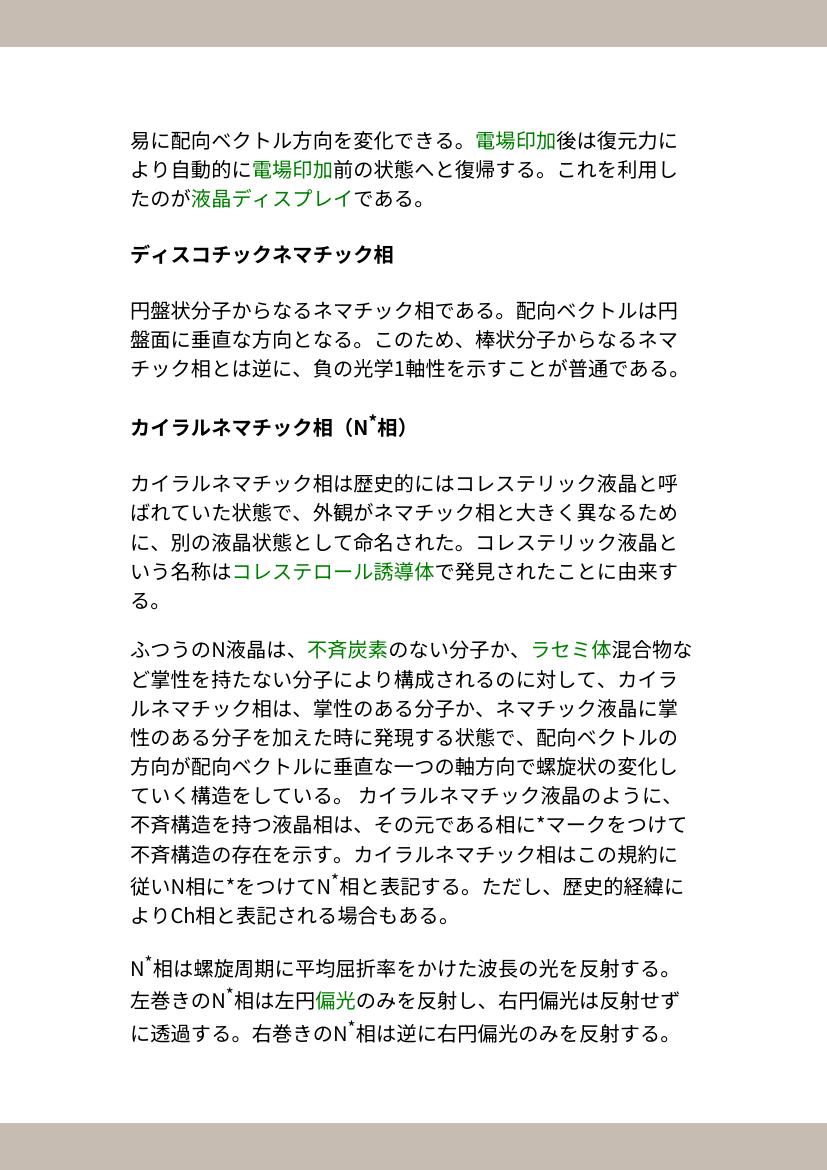 易に配向ベクトル方向を変化できる。電場印加後は復元力に
より自動的に電場印加前の状態へと復帰する。これを利用し
たのが液晶ディスプレイである。
ディスコチックネマチック相
円盤状分子からなるネマチック相である。配向ベクトルは円
盤面に垂直な方向となる。このため、棒状分子からなるネマ
チック相とは逆に、負の光学1軸性を示すことが普通である。
カイラルネマチック相（N*相）
カイラルネマチック相は歴史的にはコレステリック液晶と呼
ばれていた状態で、外観がネマチック相と大きく異なるため
に、別の液晶状態として命名された。コレステリック液晶と
いう名称はコレステロール誘導体で発見されたことに由来す
る。
ふつうのN液晶は、不斉炭素のない分子か、ラセミ体混合物な
ど掌性を持たない分子により構成されるのに対して、カイラ
ルネマチック相は、掌性のある分子か、ネマチック液晶に掌
性のある分子を加えた時に発現する状態で、配向ベクトルの
方向が配向ベクトルに垂直な一つの軸方向で螺旋状の変化し
ていく構造をしている。 カイラルネマチック液晶のように、
不斉構造を持つ液晶相は、その元である相に*マークをつけて
不斉構造の存在を示す。カイラルネマチック相はこの規約に
従いN相に*をつけてN*相と表記する。ただし、歴史的経緯に
よりCh相と表記される場合もある。
N*相は螺旋周期に平均屈折率をかけた波長の光を反射する。
左巻きのN*相は左円偏光のみを反射し、右円偏光は反射せず
に透過する。右巻きのN*相は逆に右円偏光のみを反射する。